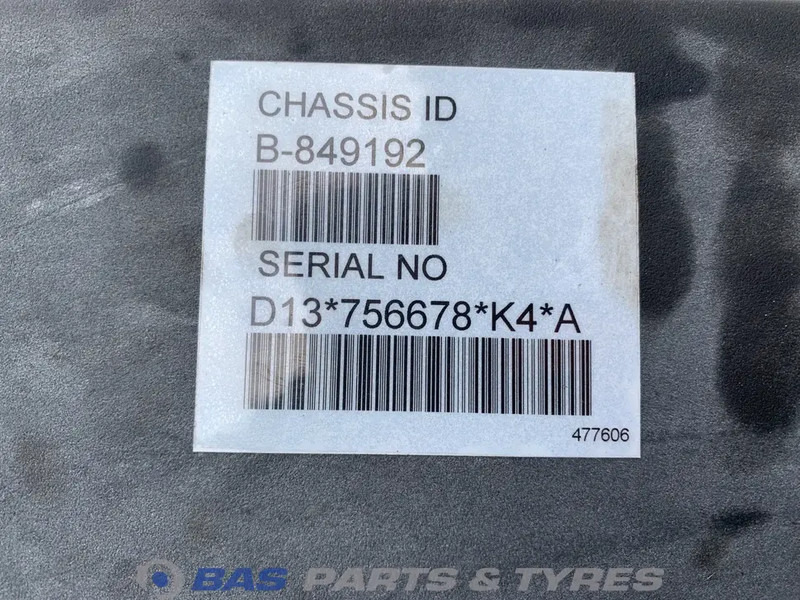 CHASSIS ID
B-849192
SERIAL NO
D13*756678*K4*A
477606
BAS PARTS & TYRES